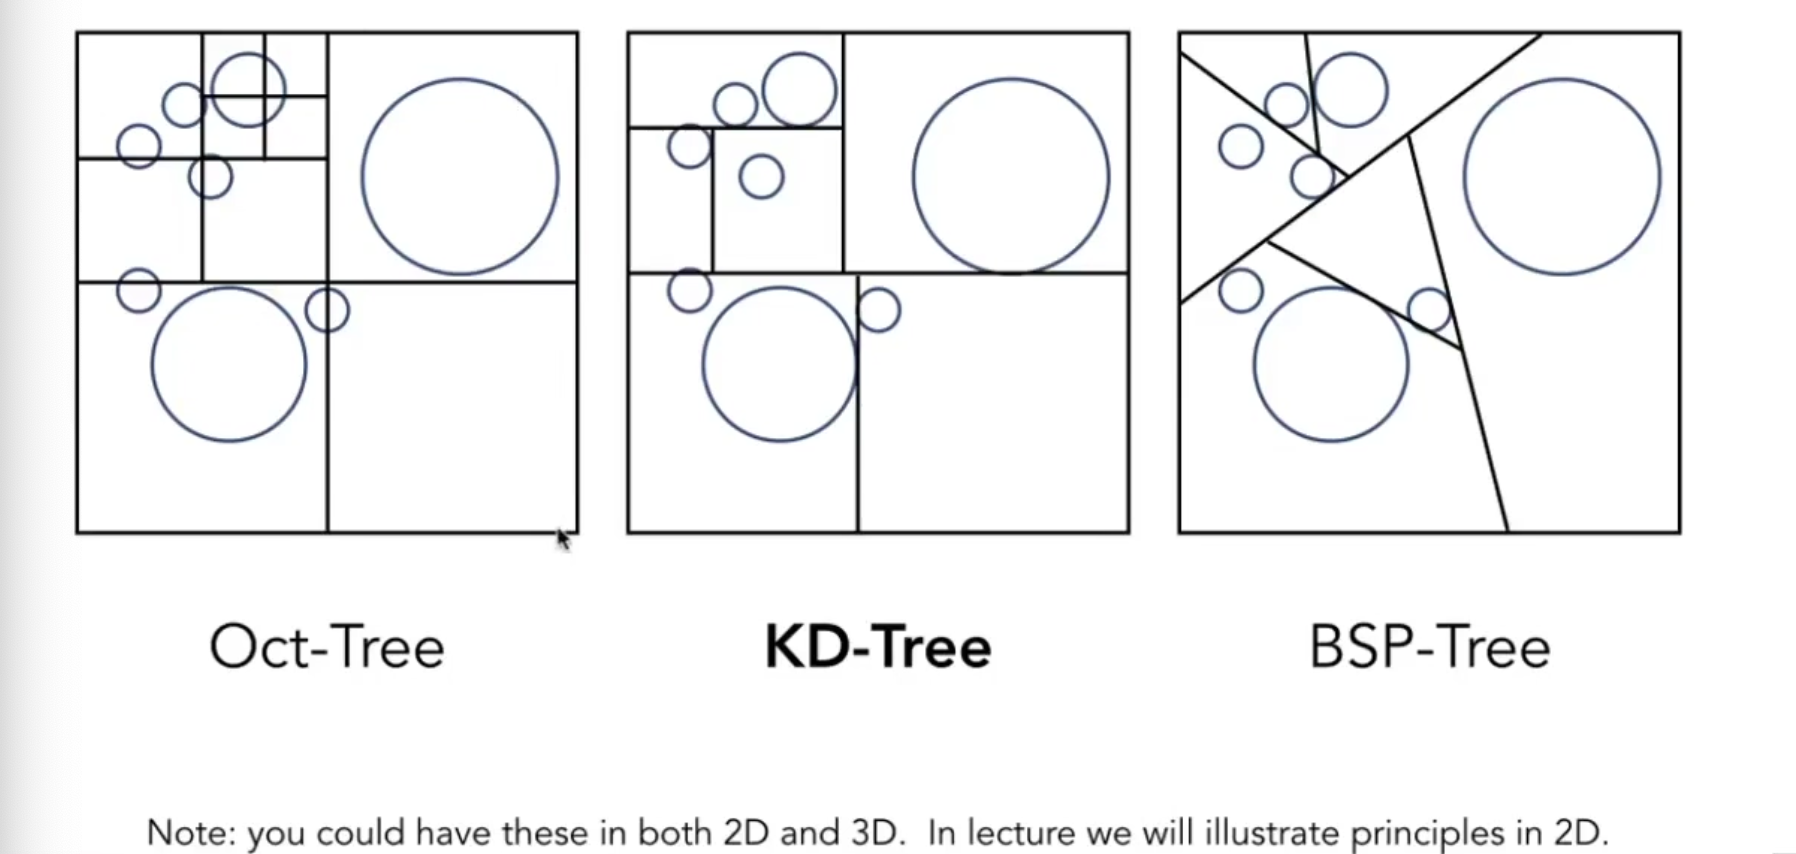 Oct-Tree
KD-Tree
BSP-Tree
Note: you could have these in both 2D and 3D. In lecture we will illustrate principles in 2D.